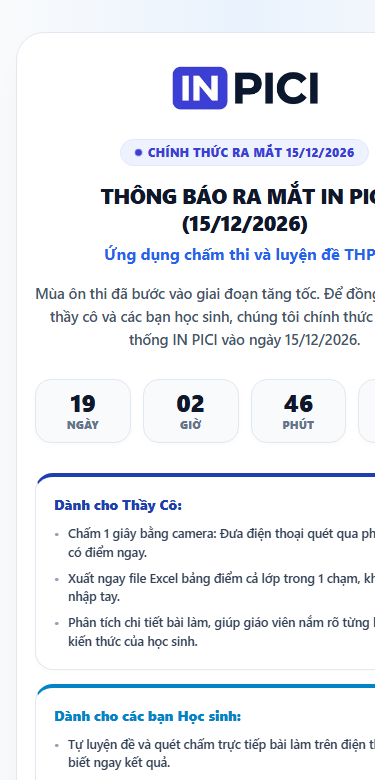 IN PICI
CHÍNH THỨC RA MẮT 15/12/2026
THÔNG BÁO RA MẮT IN
(15/12/2026)
Ứng dụng chấm thi và luyện đề
Mùa ôn thi đã bước vào giai đoạn tăng tốc. Để
thầy cô và các bạn học sinh, chúng tôi chính thức
thống IN PICI vào ngày 15/12/2026.
19
02
46
NGÀY
GIỜ
PHÚT
Dành cho Thầy Cô:
• Chấm 1 giây bằng camera: Đưa điện thoại quét qua
có điểm ngay.
• Xuất ngay file Excel bảng điểm cả lớp trong 1 chạm,
nhập tay.
• Phân tích chi tiết bài làm, giúp giáo viên nắm rõ từng
kiến thức của học sinh.
Dành cho các bạn Học sinh:
• Tự luyện đề và quét chấm trực tiếp bài làm trên điện
biết ngay kết quả.